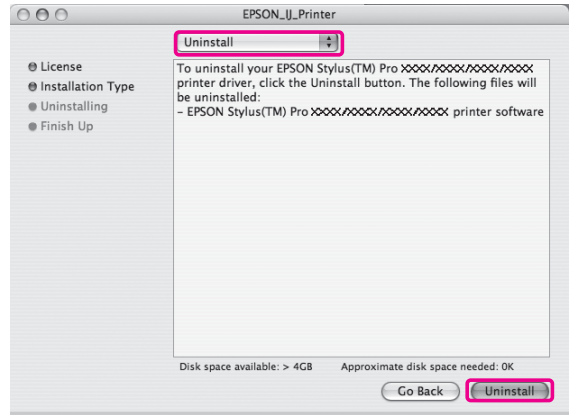 EPSON_IJ_Printer
Uninstall
License
Installation Type
Uninstalling
Finish Up
To uninstall your EPSON Stylus(TM) Pro XXXX/XXXX/XXXX/XXXX
printer driver, click the Uninstall button. The following files will
be uninstalled:
– EPSON Stylus(TM) Pro XXXX/XXXX/XXXX/XXXX printer software
Disk space available: > 4GB
Approximate disk space needed: 0K
Go Back
Uninstall